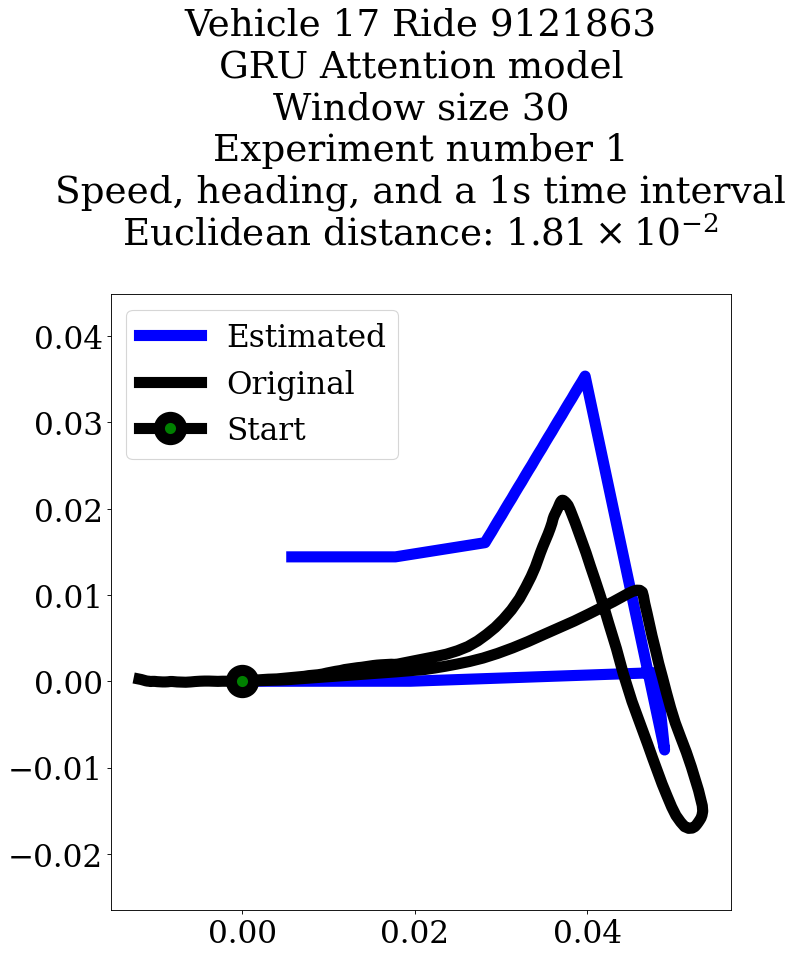 Vehicle 17 Ride 9121863
GRU Attention model
Window size 30
Experiment number 1
Speed, heading, and a 1s time interval
Euclidean distance: 1.81 × 10⁻²
Estimated
Original
Start
0.04
0.03
0.02
0.01
0.00
−0.01
−0.02
0.00 0.02 0.04